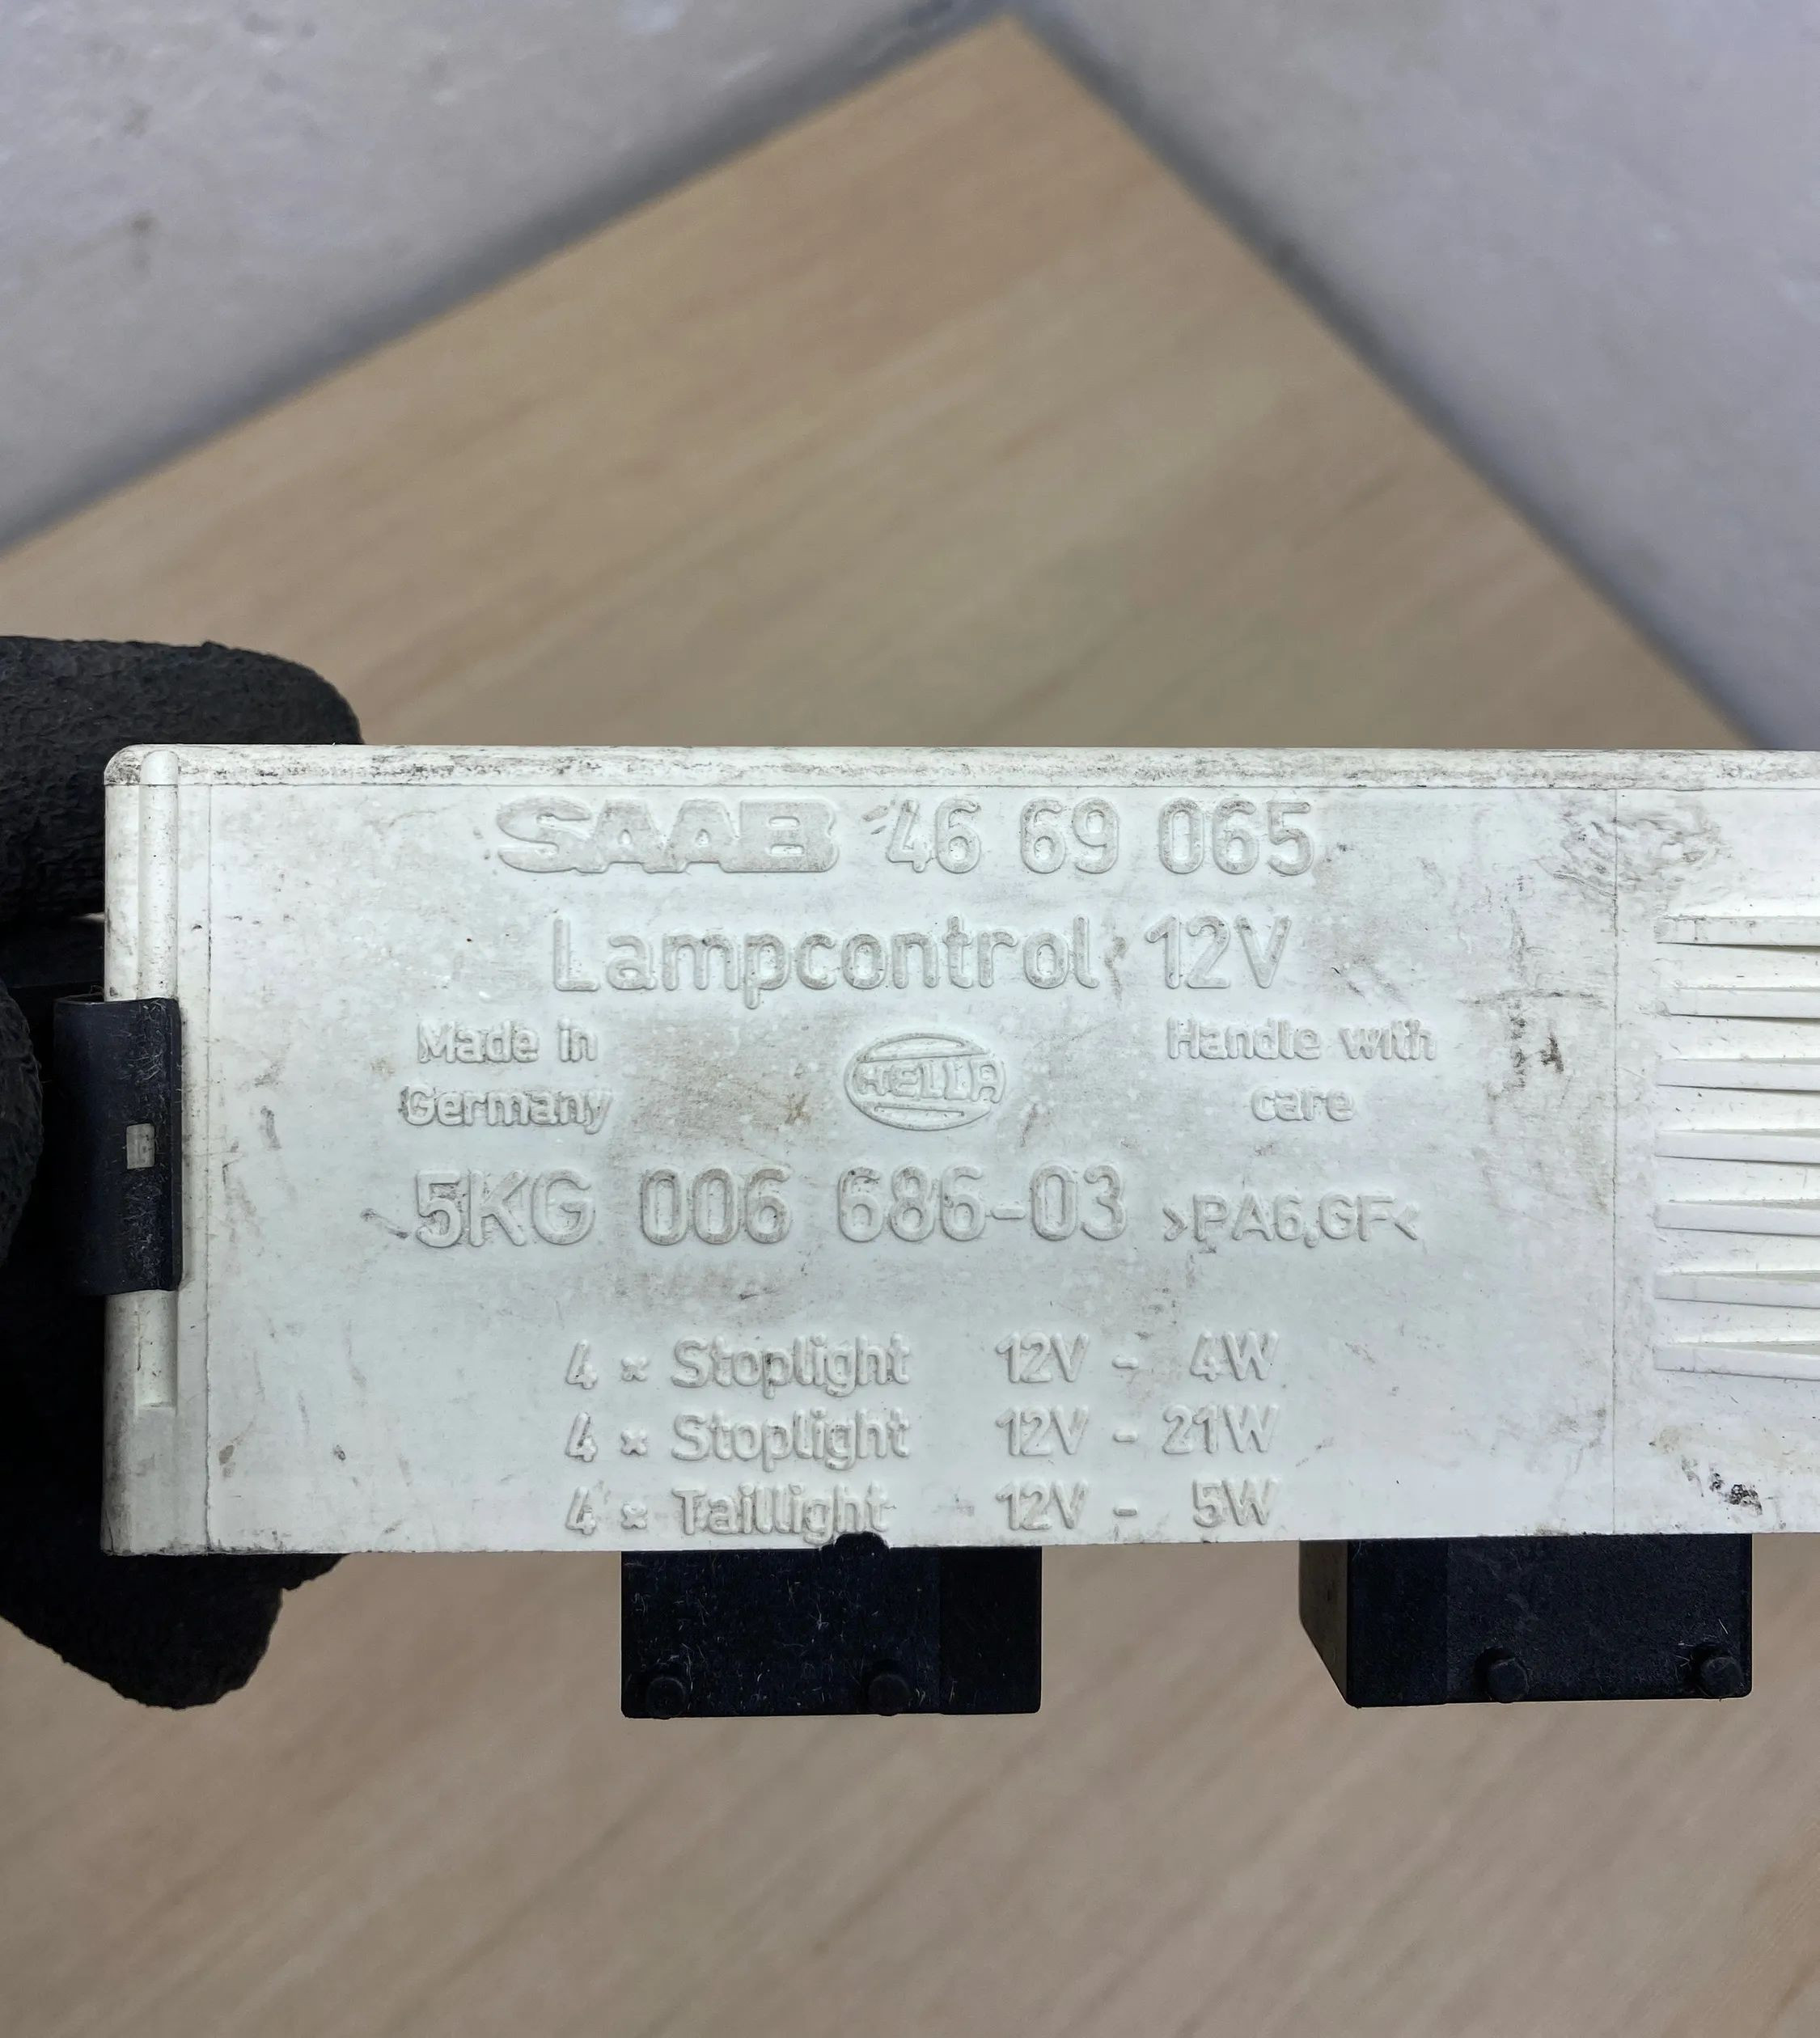 SAAB 46 69 065
Lampcontrol 12V
Made in
Germany
HELLA
Handle with
care
5KG 006 686-03 >PA6,GF<
4 x Stoplight 12V - 4W
4 x Stoplight 12V - 21W
4 x Taillight 12V - 5W